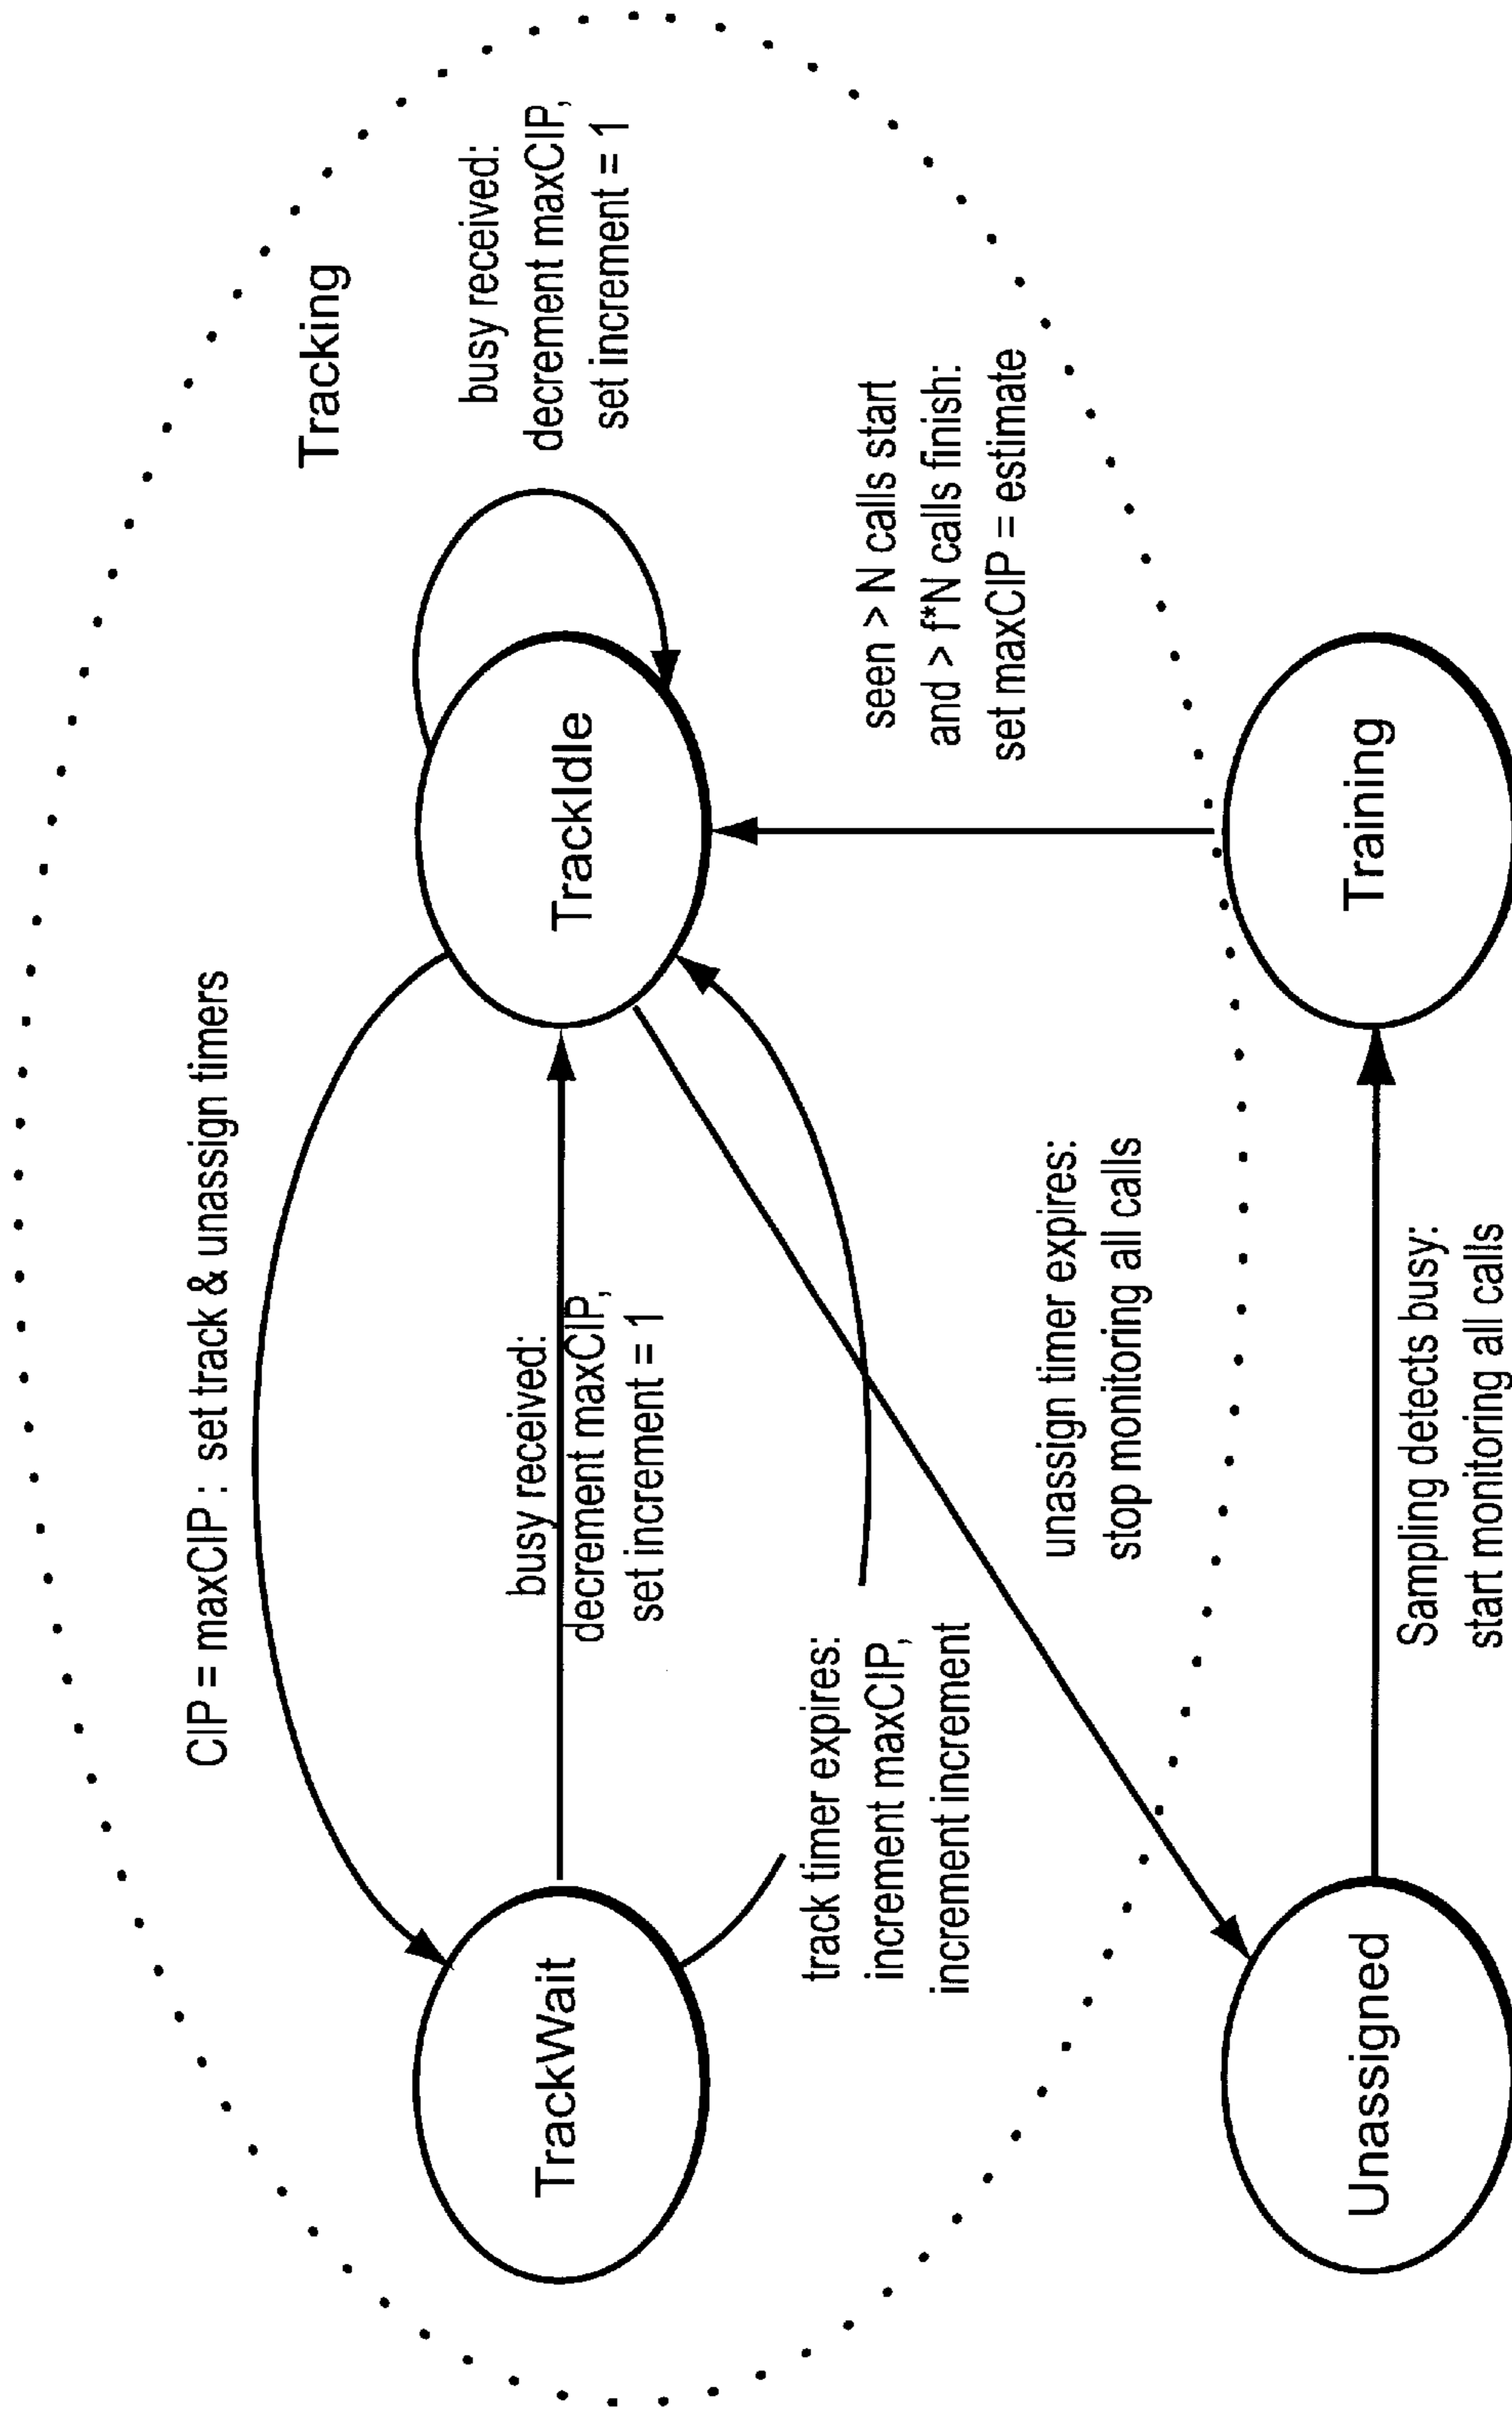 Tracking
CIP = maxCIP : set track & unassign timers
busy received:
decrement maxCIP,
set increment = 1
TrackWait
busy received:
decrement maxCIP,
set increment = 1
TrackIdle
track timer expires:
increment maxCIP,
increment increment
seen > N calls start
and > f*N calls finish:
set maxCIP = estimate
unassign timer expires:
stop monitoring all calls
Unassigned
Sampling detects busy:
start monitoring all calls
Training